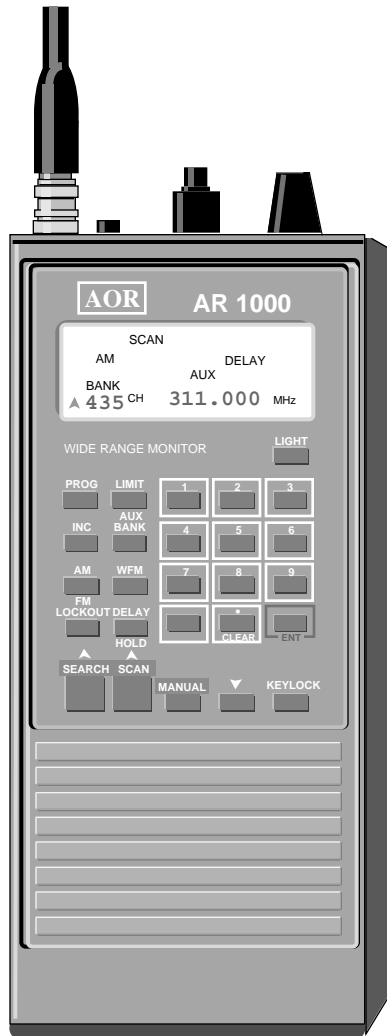 AOR AR 1000
SCAN
AM DELAY
AUX
BANK
435 CH 311.000 MHz
WIDE RANGE MONITOR LIGHT
PROG LIMIT 1 2 3
AUX
INC BANK 4 5 6
AM WFM 7 8 9
FM
LOCKOUT DELAY •
HOLD CLEAR ENT
SEARCH SCAN
MANUAL KEYLOCK